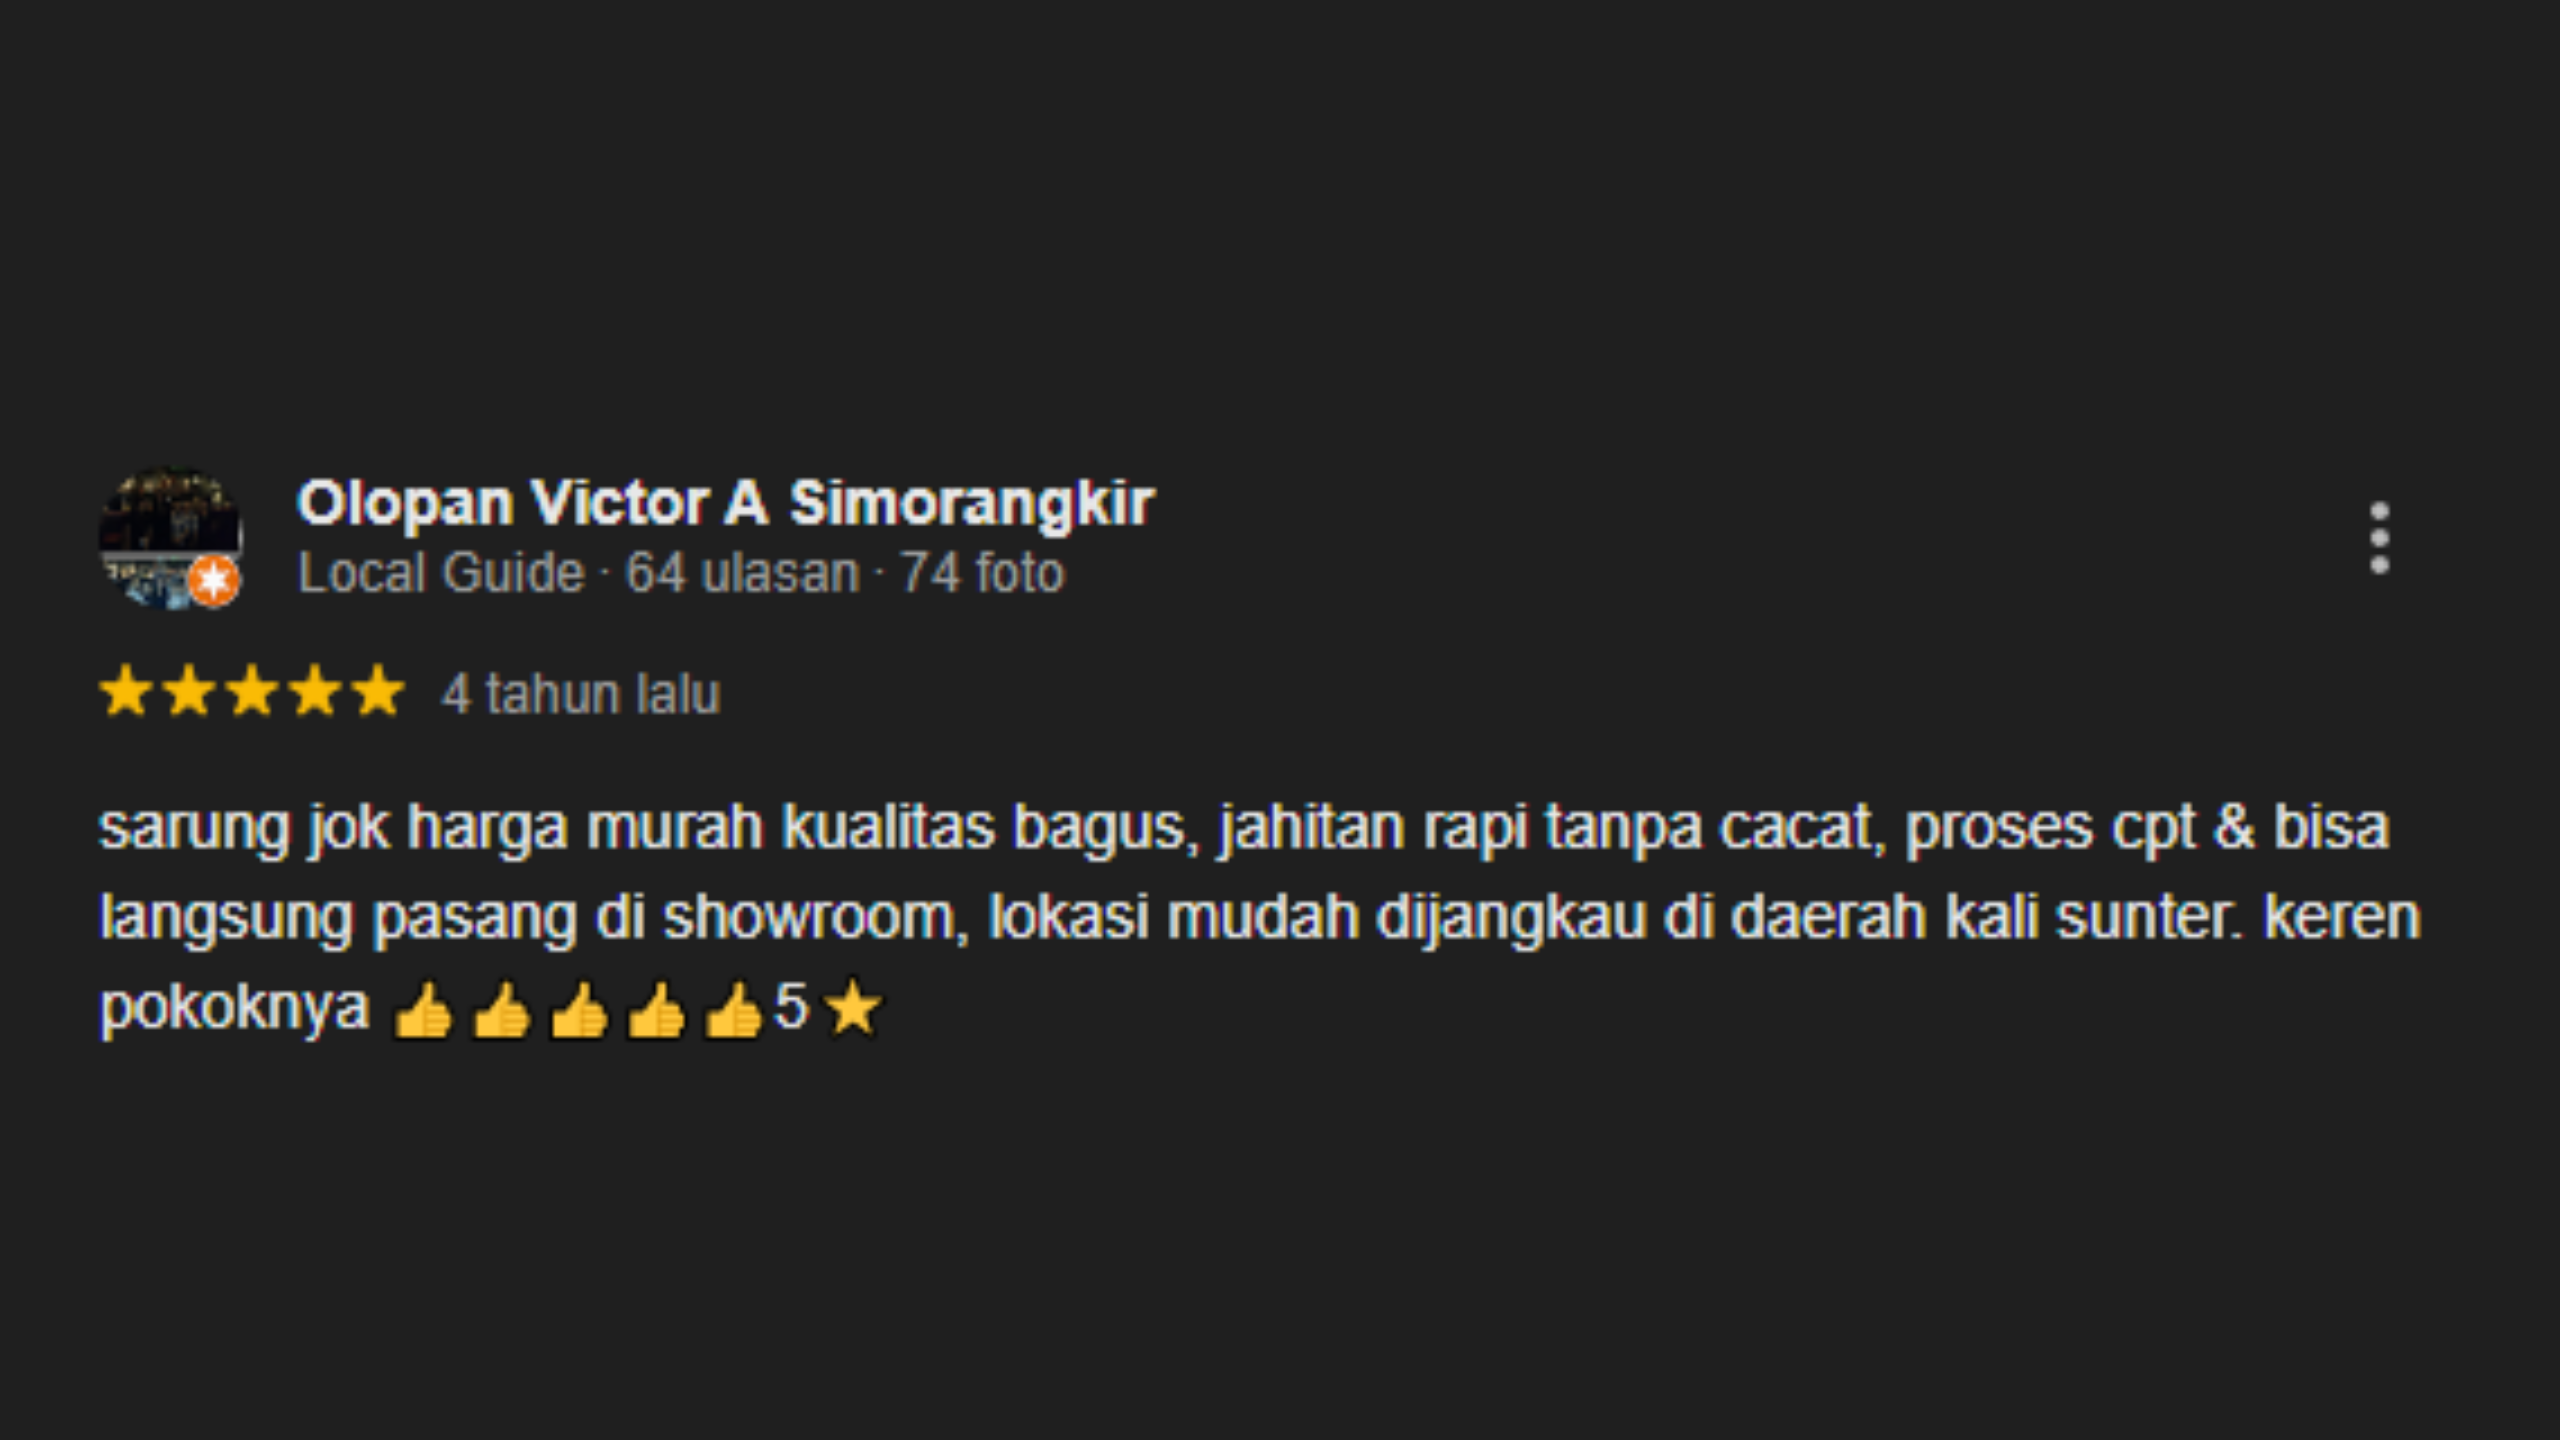 Olopan Victor A Simorangkir
Local Guide · 64 ulasan · 74 foto
4 tahun lalu
sarung jok harga murah kualitas bagus, jahitan rapi tanpa cacat, proses cpt & bisa
langsung pasang di showroom, lokasi mudah dijangkau di daerah kali sunter. keren
pokoknya 👍👍👍👍👍5⭐